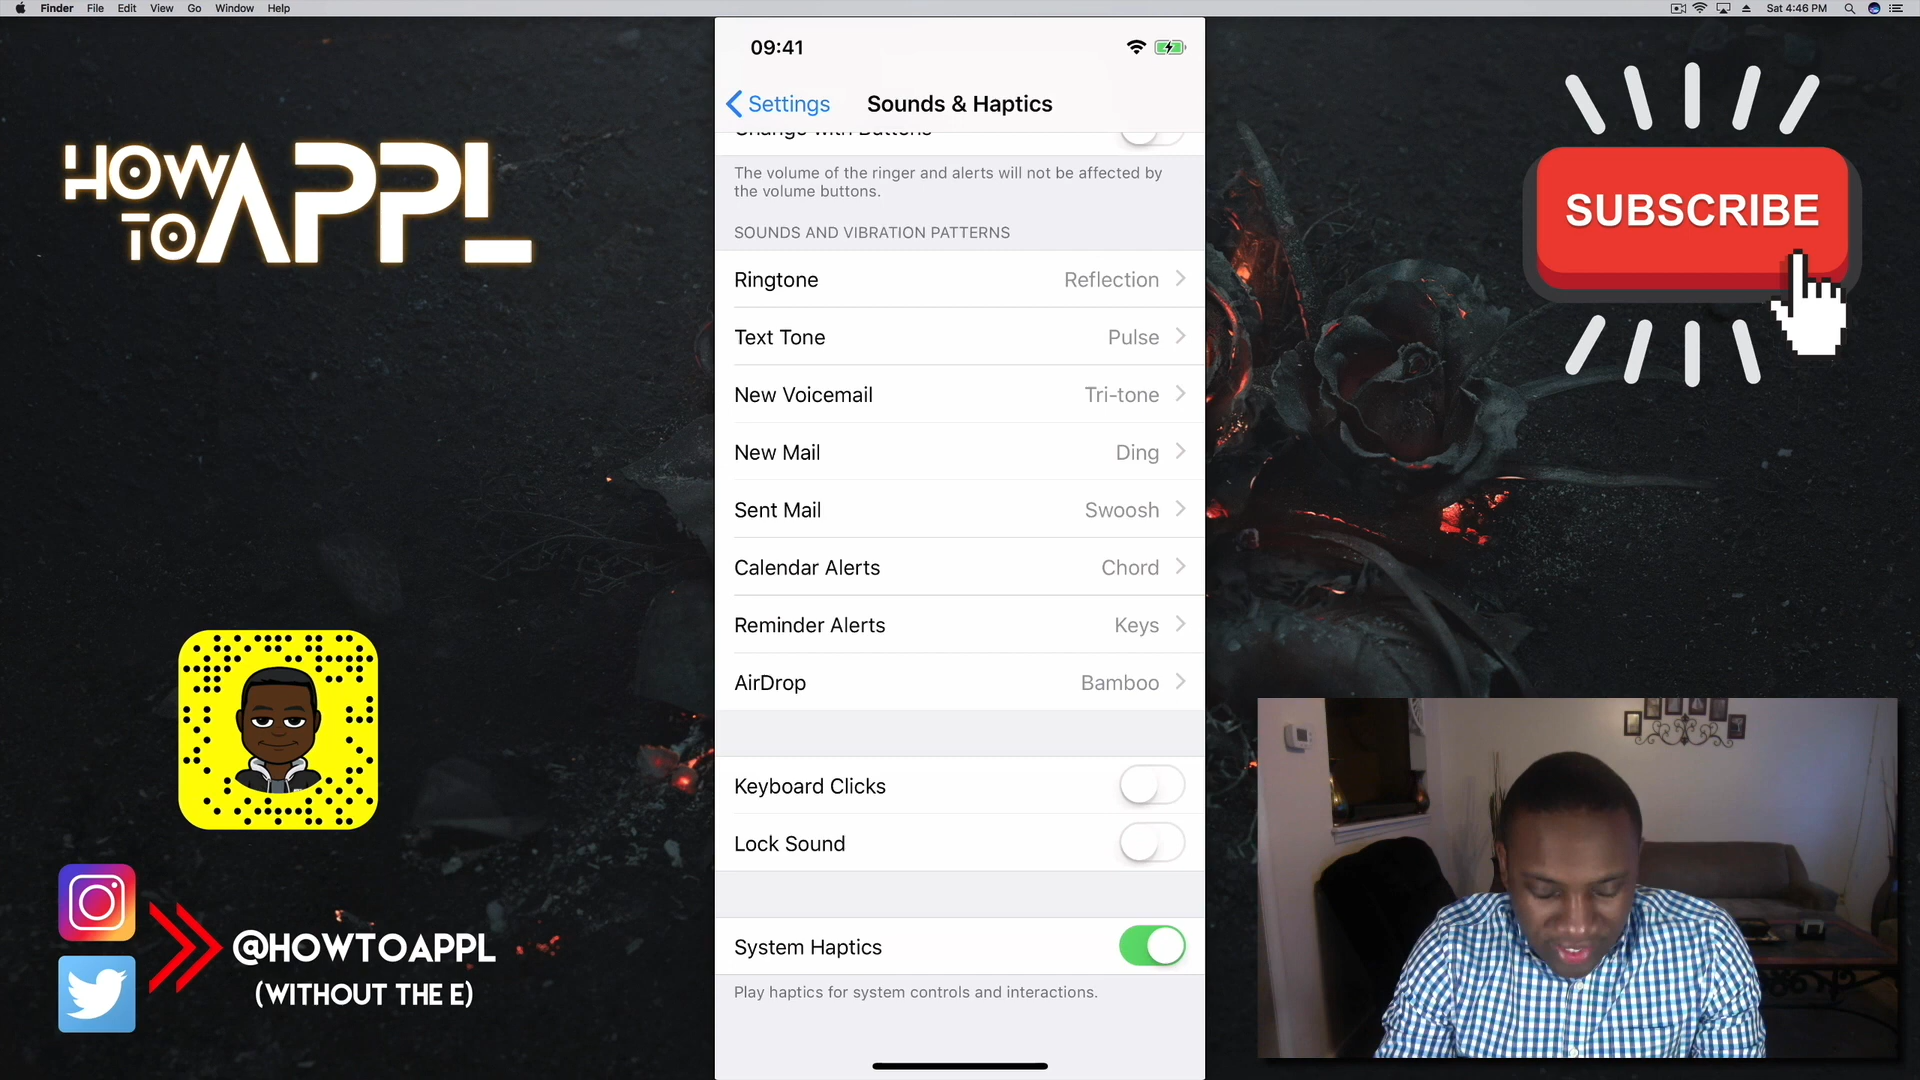 Finder File Edit View Go Window Help
Sat 4:46 PM
HOW TO APPL_
09:41
Settings
Sounds & Haptics
Change with Buttons
The volume of the ringer and alerts will not be affected by
the volume buttons.
SOUNDS AND VIBRATION PATTERNS
Ringtone Reflection
Text Tone Pulse
New Voicemail Tri-tone
New Mail Ding
Sent Mail Swoosh
Calendar Alerts Chord
Reminder Alerts Keys
AirDrop Bamboo
Keyboard Clicks
Lock Sound
System Haptics
Play haptics for system controls and interactions.
SUBSCRIBE
@HOWTOAPPL
(WITHOUT THE E)